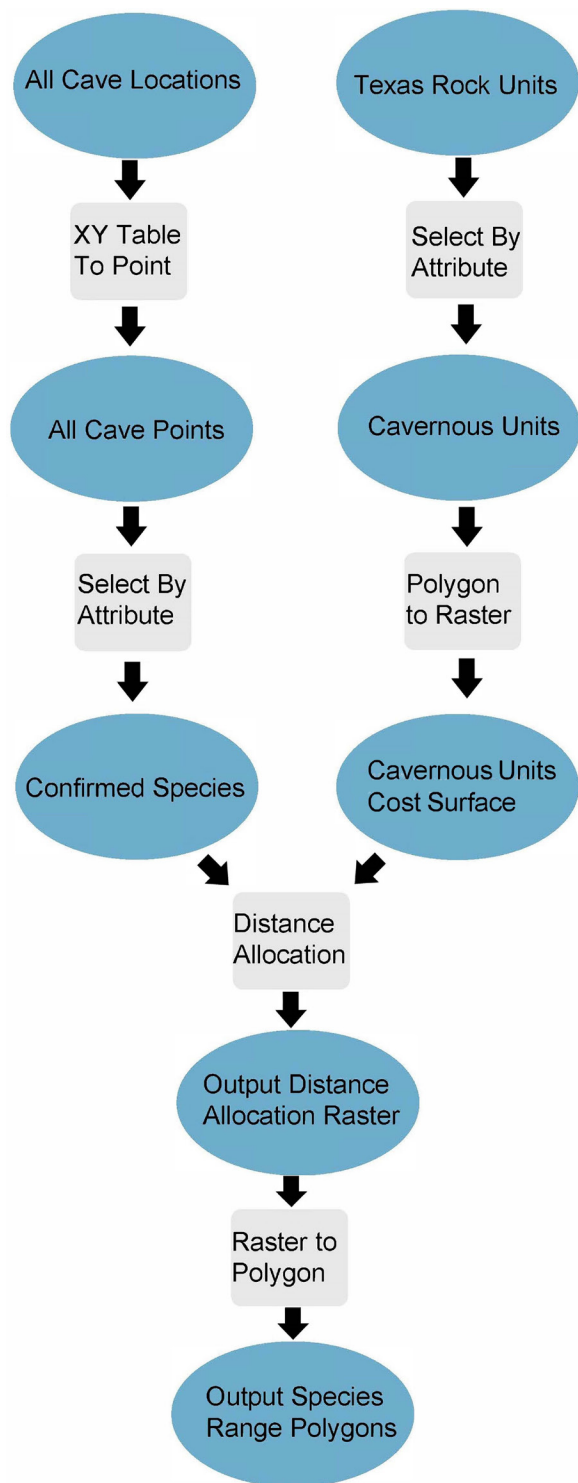 All Cave Locations
XY Table
To Point
All Cave Points
Select By
Attribute
Confirmed Species
Texas Rock Units
Select By
Attribute
Cavernous Units
Polygon
to Raster
Cavernous Units
Cost Surface
Distance
Allocation
Output Distance
Allocation Raster
Raster to
Polygon
Output Species
Range Polygons